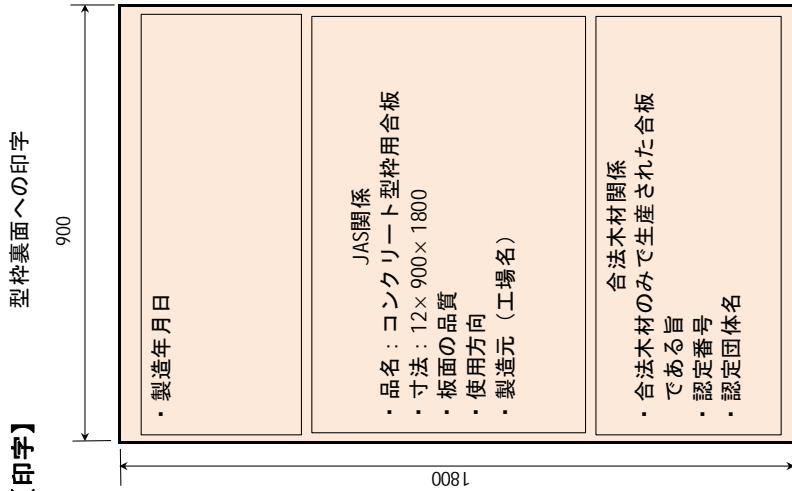 印字】
型枠裏面への印字
900
1800
・製造年月日
JAS関係
・品名：コンクリート型枠用合板
・寸法：12×900×1800
・板面の品質
・使用方向
・製造元（工場名）
合法木材関係
・合法木材のみで生産された合板
である旨
・認定番号
・認定団体名